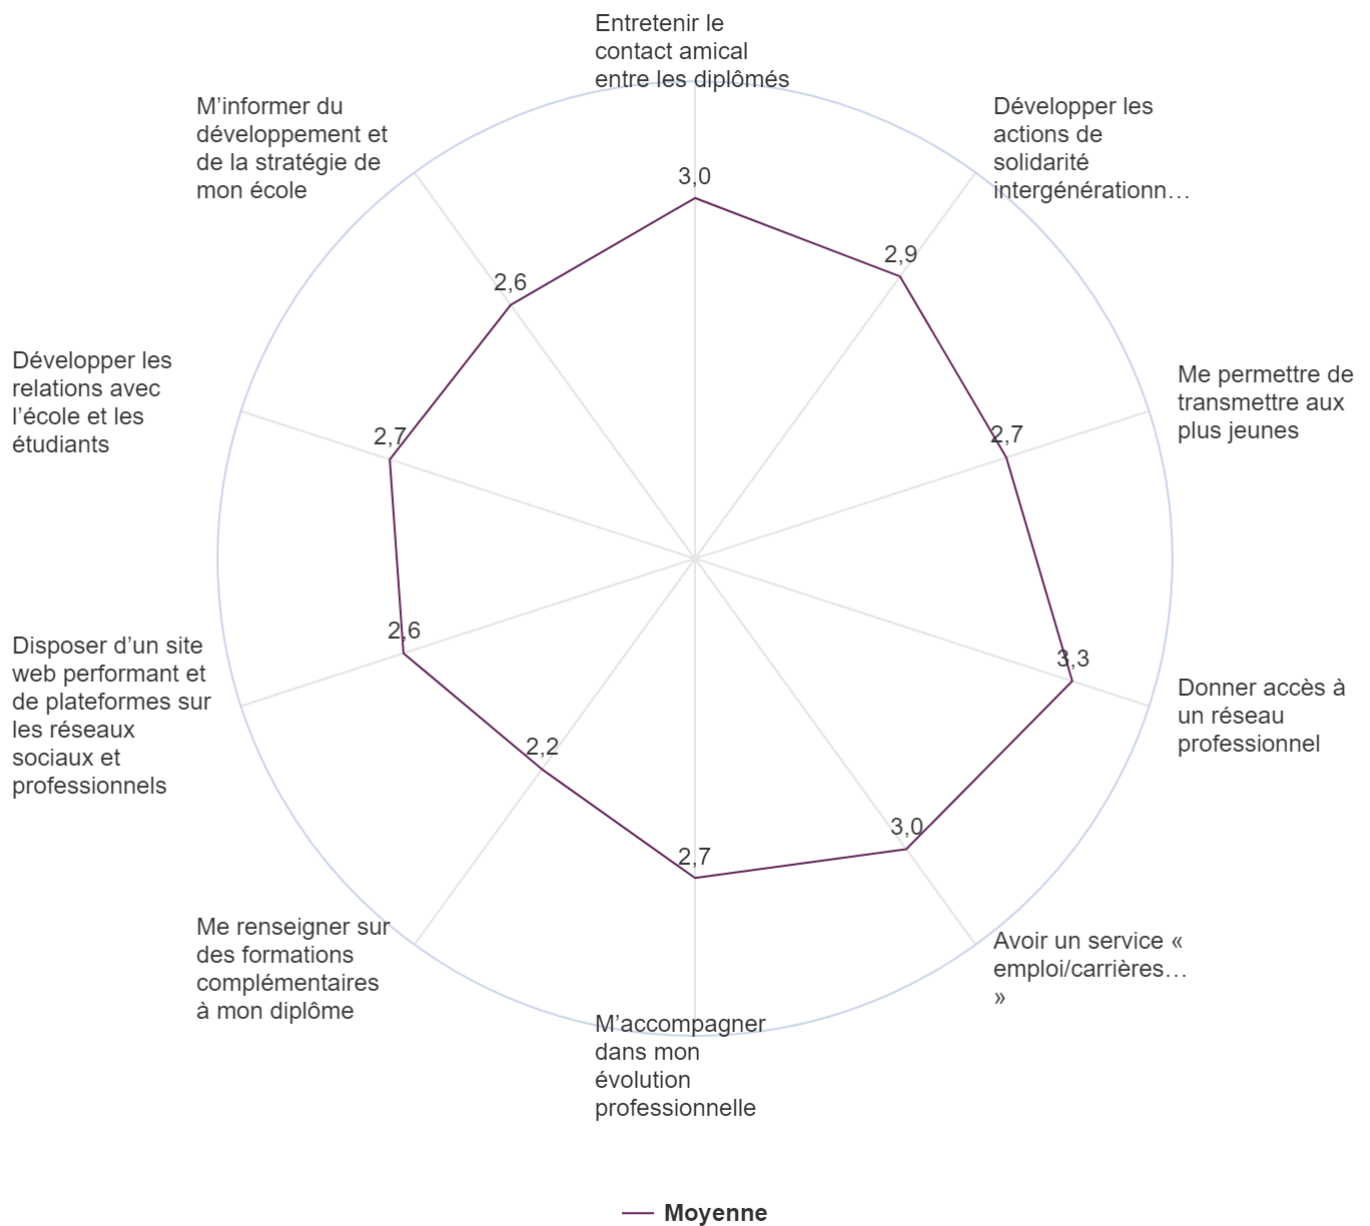 Entretenir le
contact amical
entre les diplômés
Développer les
actions de
solidarité
intergénérationn…
Me permettre de
transmettre aux
plus jeunes
Donner accès à
un réseau
professionnel
Avoir un service «
emploi/carrières…
»
M’accompagner
dans mon
évolution
professionnelle
Me renseigner sur
des formations
complémentaires
à mon diplôme
Disposer d’un site
web performant et
de plateformes sur
les réseaux
sociaux et
professionnels
Développer les
relations avec
l’école et les
étudiants
M’informer du
développement et
de la stratégie de
mon école
3,0
2,9
2,7
3,3
3,0
2,7
2,2
2,6
2,7
2,6
Moyenne